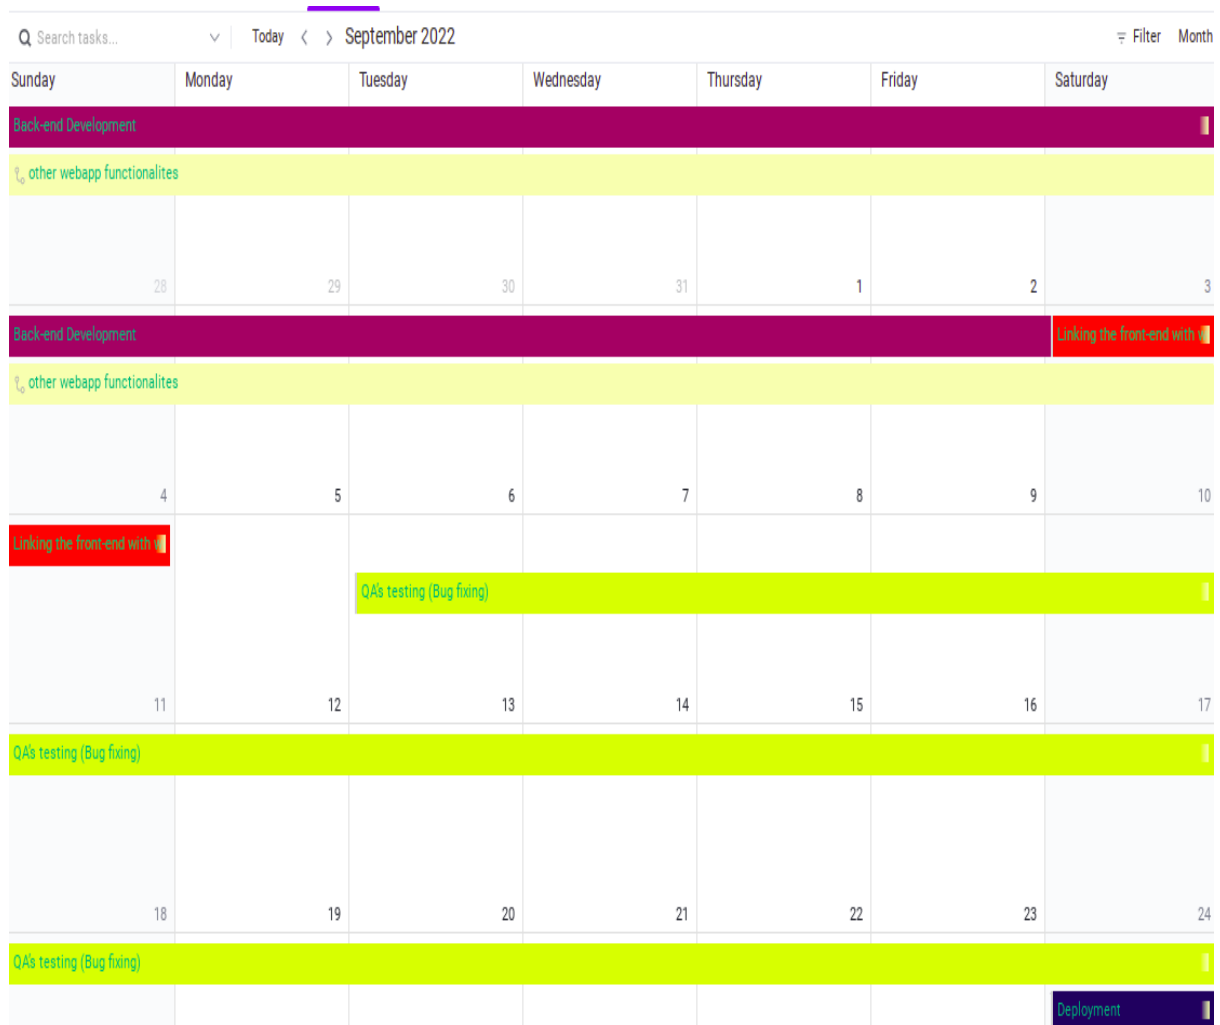 Search tasks... Today September 2022 Filter Month
Sunday Monday Tuesday Wednesday Thursday Friday Saturday
Back-end Development
other webapp functionalites
28 29 30 31 1 2 3
Back-end Development Linking the front-end with
other webapp functionalites
4 5 6 7 8 9 10
Linking the front-end with
QA's testing (Bug fixing)
11 12 13 14 15 16 17
QA's testing (Bug fixing)
18 19 20 21 22 23 24
QA's testing (Bug fixing)
Deployment